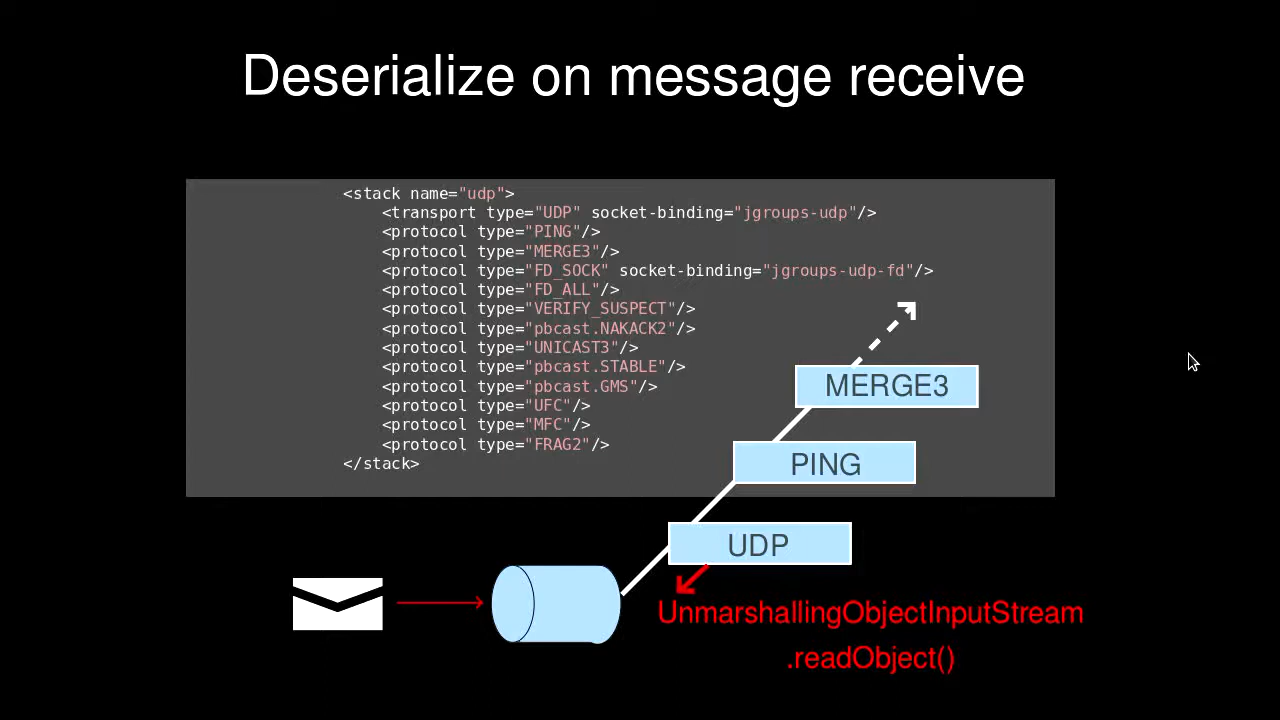 Deserialize on message receive
<stack name="udp">
<transport type="UDP" socket-binding="jgroups-udp"/>
<protocol type="PING"/>
<protocol type="MERGE3"/>
<protocol type="FD_SOCK" socket-binding="jgroups-udp-fd"/>
<protocol type="FD_ALL"/>
<protocol type="VERIFY_SUSPECT"/>
<protocol type="pbcast.NAKACK2"/>
<protocol type="UNICAST3"/>
<protocol type="pbcast.STABLE"/>
<protocol type="pbcast.GMS"/>
<protocol type="UFC"/>
<protocol type="MFC"/>
<protocol type="FRAG2"/>
</stack>
MERGE3
PING
UDP
UnmarshallingObjectInputStream
.readObject()